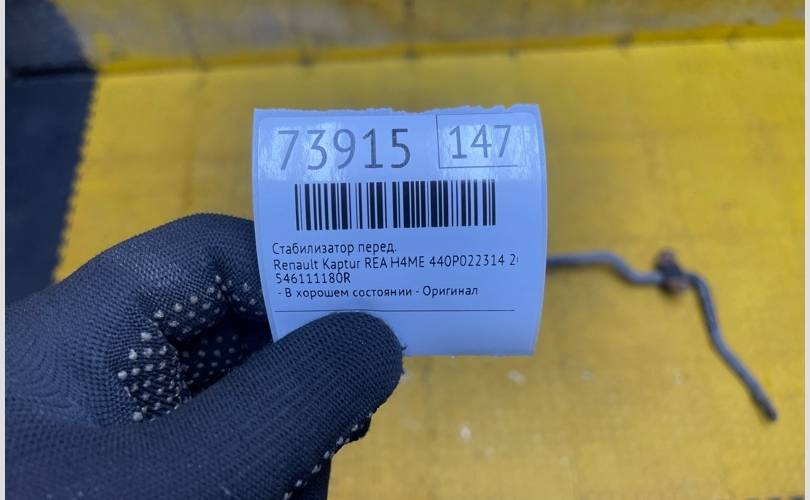 73915 147
Стабилизатор перед.
Renault Kaptur REA H4ME 440P022314
546111180R
- В хорошем состоянии - Оригинал